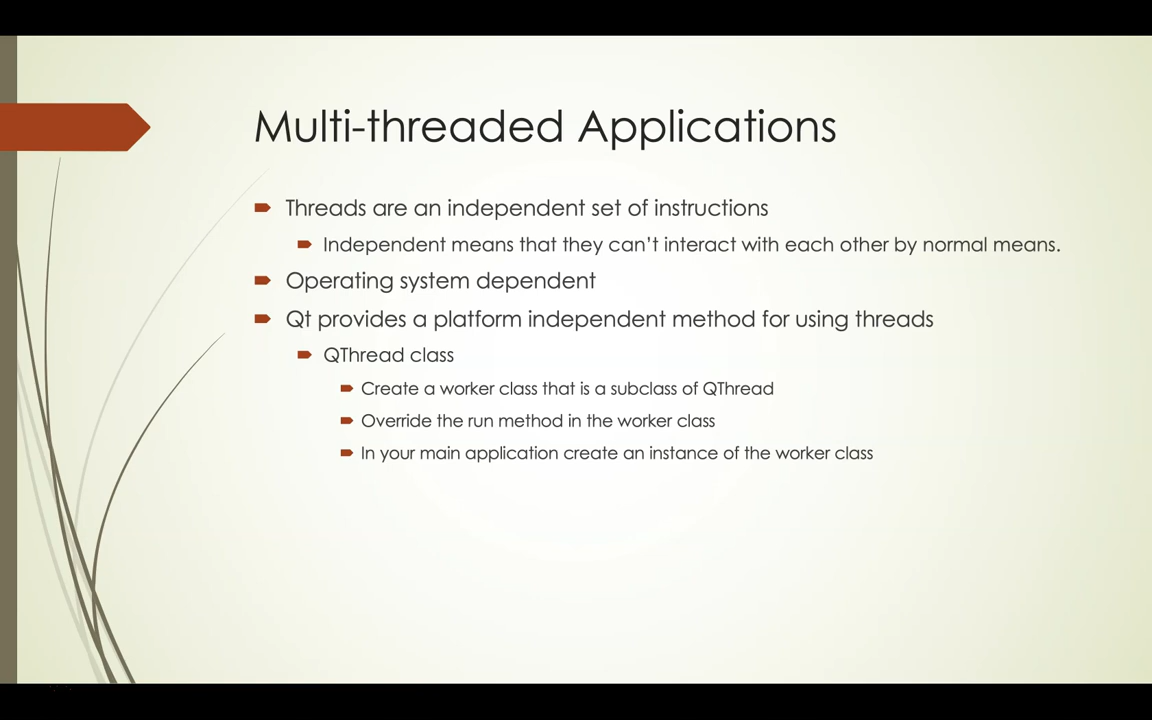 Multi-threaded Applications
Threads are an independent set of instructions
Independent means that they can't interact with each other by normal means.
Operating system dependent
Qt provides a platform independent method for using threads
QThread class
Create a worker class that is a subclass of QThread
Override the run method in the worker class
In your main application create an instance of the worker class